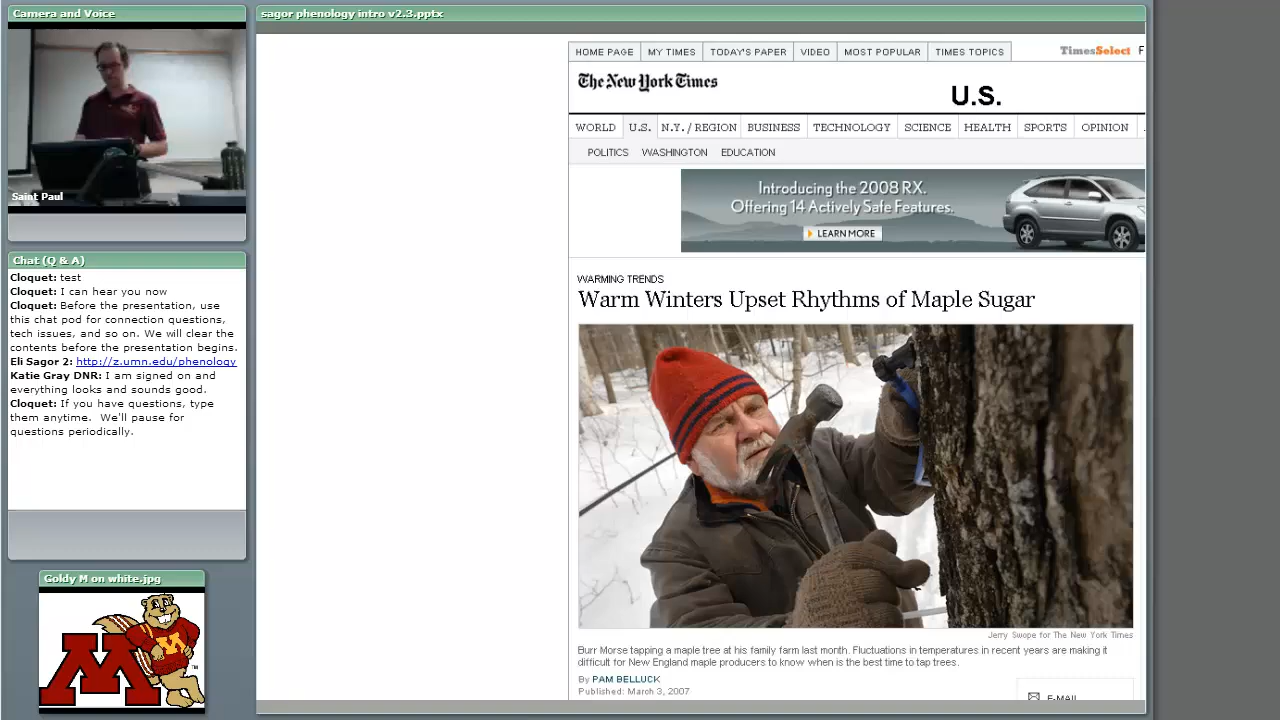 Camera and Voice
Saint Paul
Chat (Q & A)
Cloquet: test
Cloquet: I can hear you now
Cloquet: Before the presentation, use
this chat pod for connection questions,
tech issues, and so on. We will clear the
contents before the presentation begins.
Eli Sagor 2: http://z.umn.edu/phenology
Katie Gray DNR: I am signed on and
everything looks and sounds good.
Cloquet: If you have questions, type
them anytime.  We'll pause for
questions periodically.
Goldy M on white.jpg
M
M
TM
sagor phenology intro v2.3.pptx
HOME PAGE MY TIMES TODAY'S PAPER VIDEO MOST POPULAR TIMES TOPICS TimesSelect F
The New York Times
U.S.
WORLD U.S. N.Y. / REGION BUSINESS TECHNOLOGY SCIENCE HEALTH SPORTS OPINION
POLITICS WASHINGTON EDUCATION
Introducing the 2008 RX.
Offering 14 Actively Safe Features.
LEARN MORE
WARMING TRENDS
Warm Winters Upset Rhythms of Maple Sugar
Jerry Swope for The New York Times
Burr Morse tapping a maple tree at his family farm last month. Fluctuations in temperatures in recent years are making it
difficult for New England maple producers to know when is the best time to tap trees.
By PAM BELLUCK
Published: March 3, 2007
E-MAIL